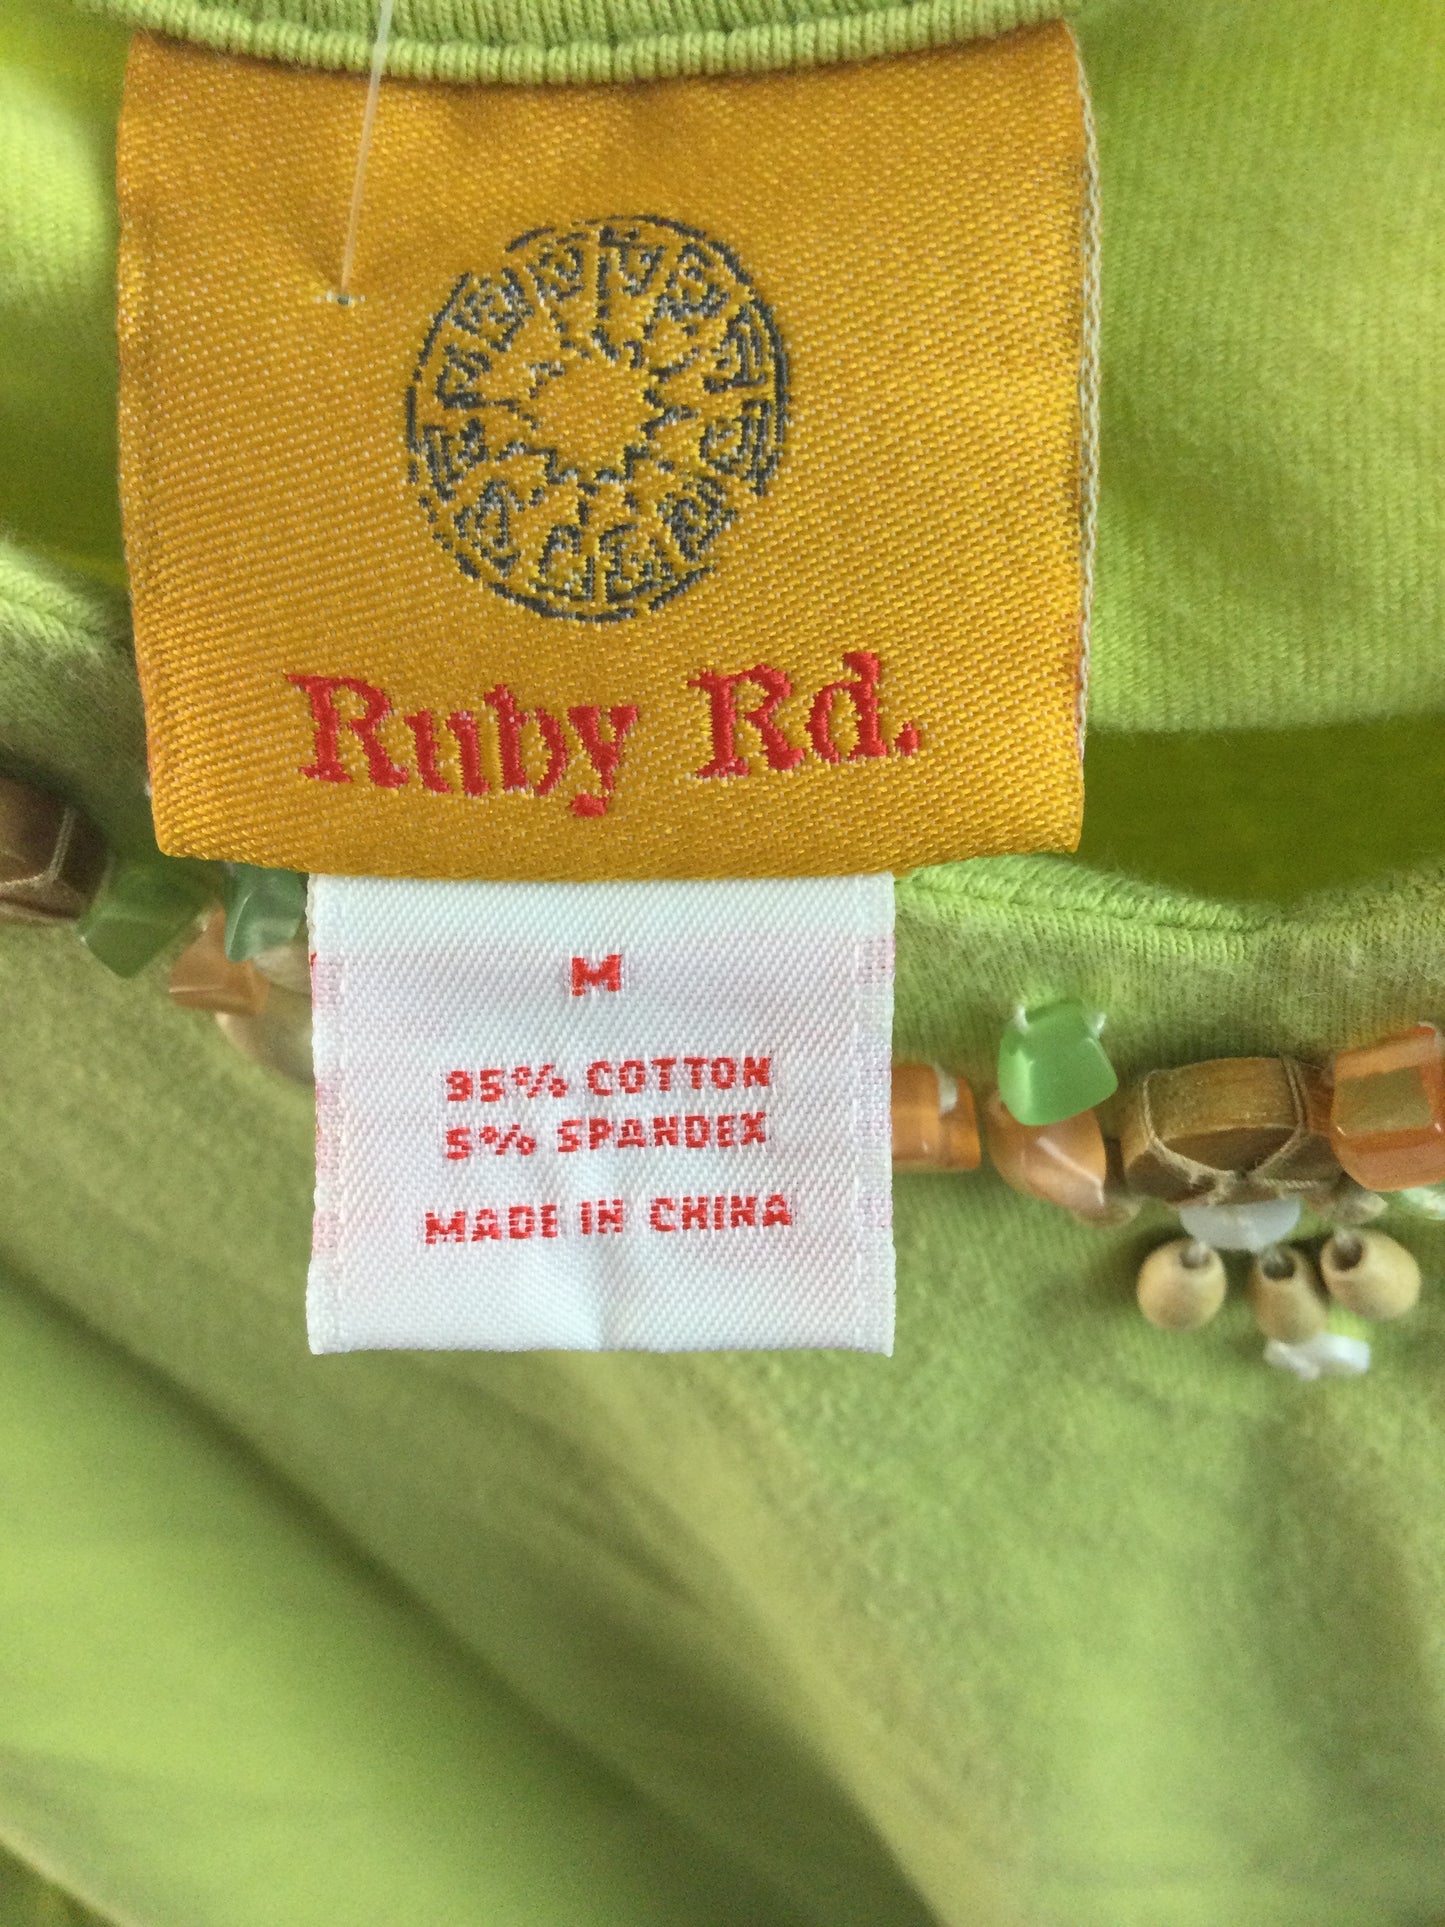 Ruby Rd.
M
95% COTTON
5% SPANDEX
MADE IN CHINA